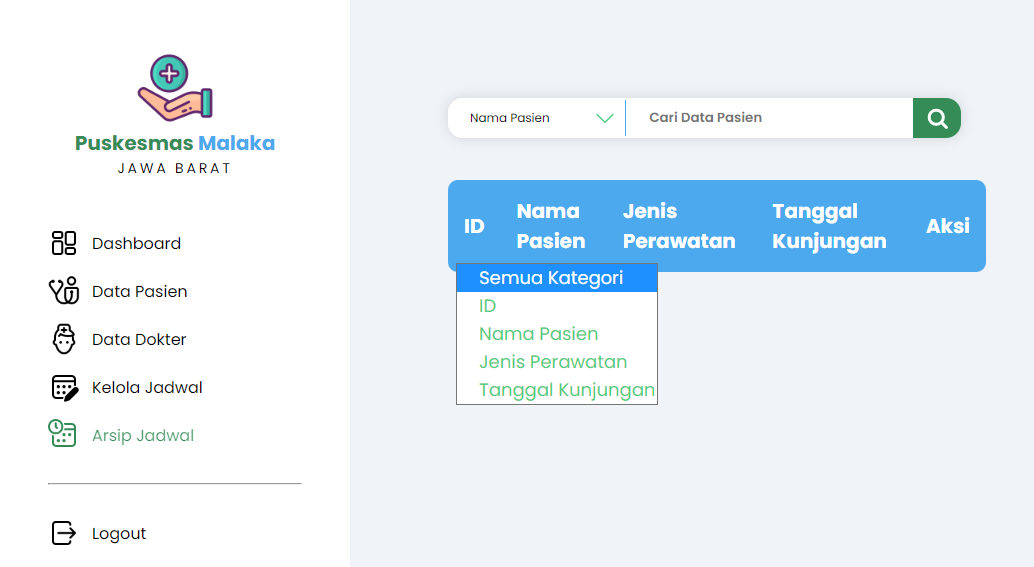 Puskesmas Malaka
JAWA BARAT
Dashboard
Data Pasien
Data Dokter
Kelola Jadwal
Arsip Jadwal
Logout
Nama Pasien
Cari Data Pasien
ID
Nama
Pasien
Jenis
Perawatan
Tanggal
Kunjungan
Aksi
Semua Kategori
ID
Nama Pasien
Jenis Perawatan
Tanggal Kunjungan